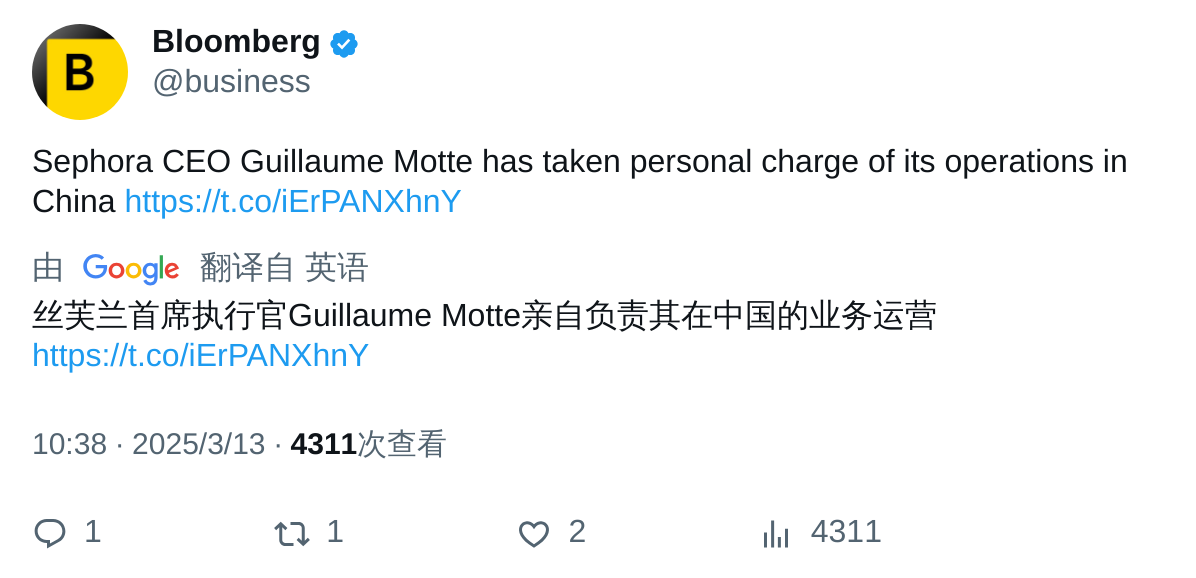 B
Bloomberg
@business
Sephora CEO Guillaume Motte has taken personal charge of its operations in
China https://t.co/iErPANXhnY
由 Google 翻译自 英语
丝芙兰首席执行官Guillaume Motte亲自负责其在中国的业务运营
https://t.co/iErPANXhnY
10:38 · 2025/3/13 · 4311次查看
1 1 2 4311